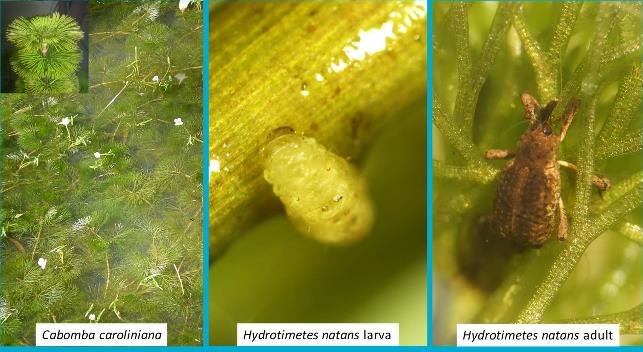 Cabomba caroliniana
Hydrotimetes natans larva
Hydrotimetes natans adult